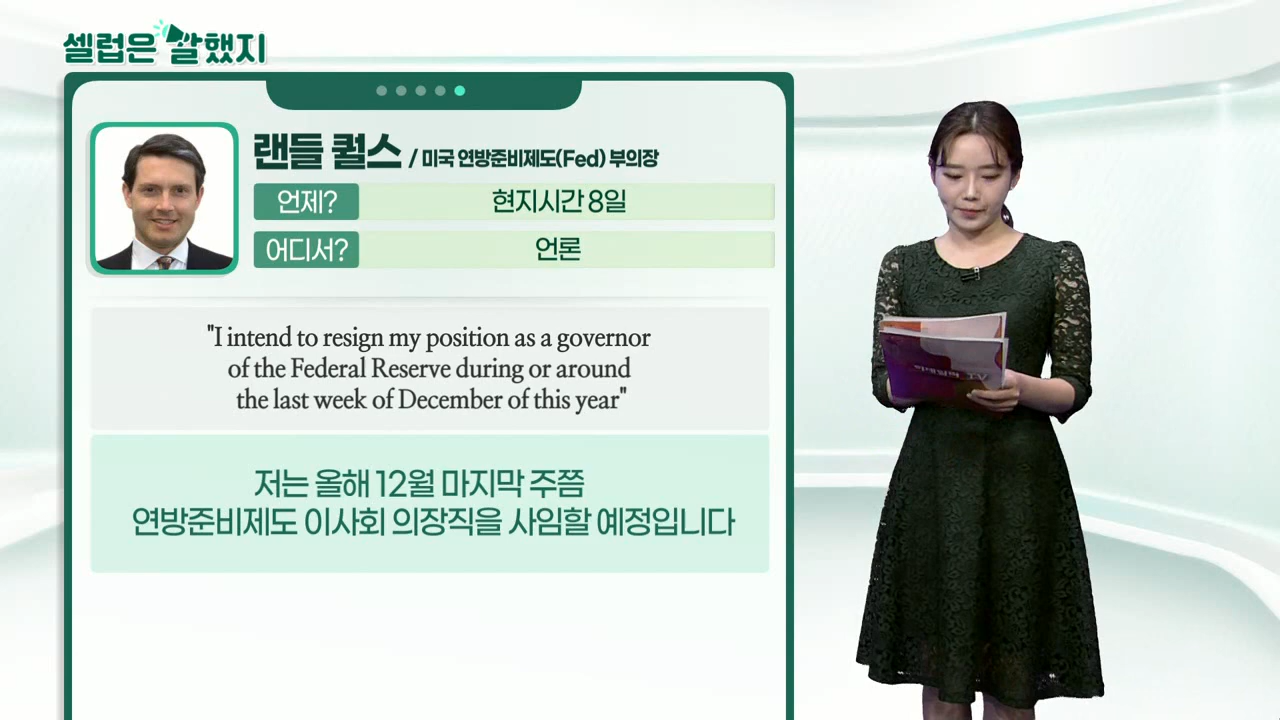 셀럽은 말했지
랜들 퀄스 / 미국 연방준비제도(Fed) 부의장
언제? 현지시간 8일
어디서? 언론
"I intend to resign my position as a governor
of the Federal Reserve during or around
the last week of December of this year"
저는 올해 12월 마지막 주쯤
연방준비제도 이사회 의장직을 사임할 예정입니다
TV